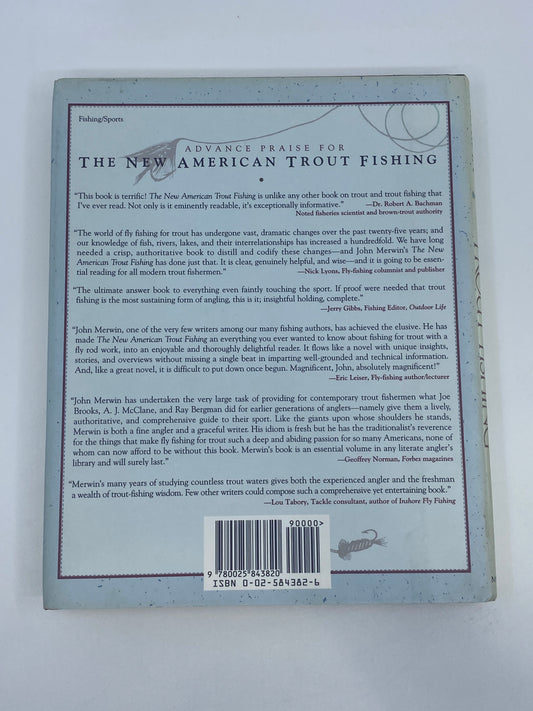 Fishing/Sports
ADVANCE PRAISE FOR
THE NEW AMERICAN TROUT FISHING
"This book is terrific! The New American Trout Fishing is unlike any other book on trout and trout fishing that
I've ever read. Not only is it eminently readable, it's exceptionally informative." —Dr. Robert A. Bachman
Noted fisheries scientist and brown-trout authority
"The world of fly fishing for trout has undergone vast, dramatic changes over the past twenty-five years; and
our knowledge of fish, rivers, lakes, and their interrelationships has increased a hundredfold. We have long
needed a crisp, authoritative book to distill and codify these changes—and John Merwin's The New
American Trout Fishing has done just that. It is clear, genuinely helpful, and wise—and it is going to be essen-
tial reading for all modern trout fishermen." —Nick Lyons, Fly-fishing columnist and publisher
"The ultimate answer book to everything even faintly touching the sport. If proof were needed that trout
fishing is the most sustaining form of angling, this is it; insightful holding, complete."
—Jerry Gibbs, Fishing Editor, Outdoor Life
"John Merwin, one of the very few writers among our many fishing authors, has achieved the elusive. He has
made The New American Trout Fishing an everything you ever wanted to know about fishing for trout with a
fly rod work, into an enjoyable and thoroughly delightful reader. It flows like a novel with unique insights,
stories, and overviews without missing a single beat in imparting well-grounded and technical information.
And, like a great novel, it is difficult to put down once begun. Magnificent, John, absolutely magnificent!"
—Eric Leiser, Fly-fishing author/lecturer
"John Merwin has undertaken the very large task of providing for contemporary trout fishermen what Joe
Brooks, A. J. McClane, and Ray Bergman did for earlier generations of anglers—namely give them a lively,
authoritative, and comprehensive guide to their sport. Like the giants upon whose shoulders he stands,
Merwin is both a fine angler and a graceful writer. His idiom is fresh but he has the traditionalist's reverence
for the things that make fly fishing for trout such a deep and abiding passion for so many Americans, none of
whom can now afford to be without this book. Merwin's book is an essential volume in any literate angler's
library and will surely last." —Geoffrey Norman, Forbes magazines
"Merwin's many years of studying countless trout waters gives both the experienced angler and the freshman
a wealth of trout-fishing wisdom. Few other writers could compose such a comprehensive yet entertaining book."
—Lou Tabory, Tackle consultant, author of Inshore Fly Fishing
90000>
9 780025 843820
ISBN 0-02-584382-6